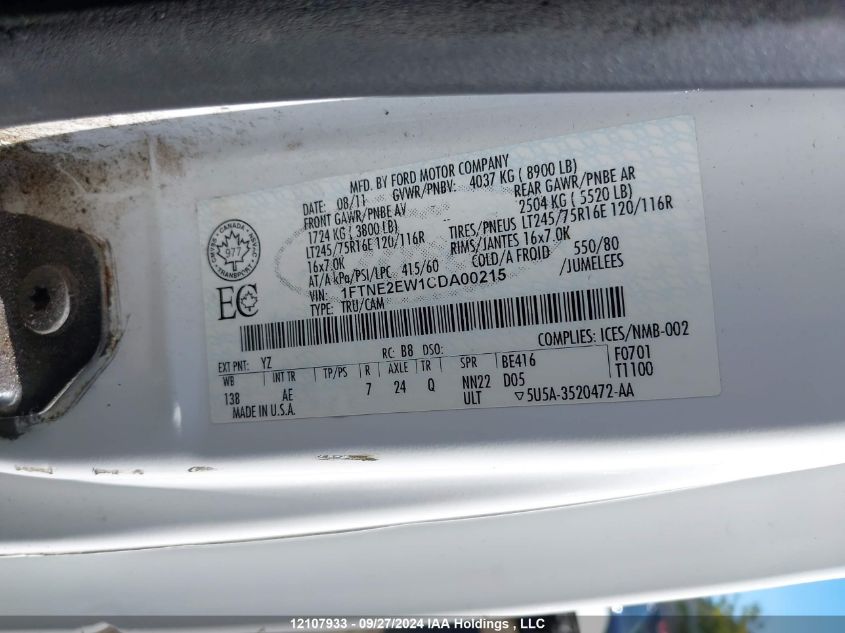 MFD. BY FORD MOTOR COMPANY
DATE: 08/11 GVWR/PNBV: 4037 KG ( 8900 LB)
FRONT GAWR/PNBE AV REAR GAWR/PNBE AR
1724 KG ( 3800 LB) 2504 KG ( 5520 LB)
LT245/75R16E 120/116R TIRES/PNEUS LT245/75R16E 120/116R
16x7.0K RIMS/JANTES 16x7.0K
AT/A kPa/PSI/LPC 415/60 COLD/A FROID 550/80
VIN: 1FTNE2EW1CDA00215 /JUMELEES
TYPE: TRU/CAM
CANADA
977
TRANSPORT
EC
COMPLIES: ICES/NMB-002
EXT PNT: YZ RC: B8 DSO:
WB INT TR TP/PS R AXLE TR SPR BE416 F0701
138 AE 7 24 Q NN22 D05 T1100
MADE IN U.S.A. ULT ▽5U5A-3520472-AA
12107933 - 09/27/2024 IAA Holdings , LLC